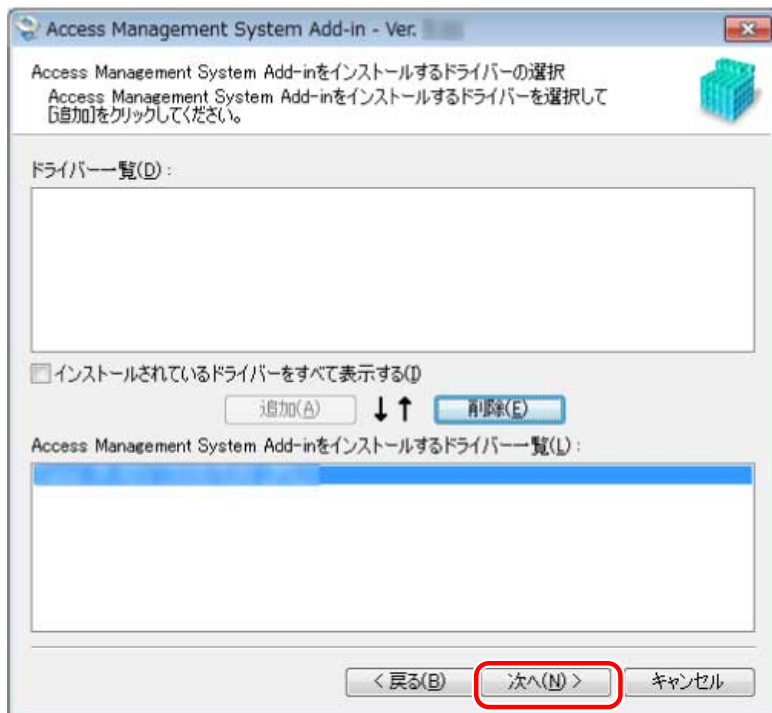 Access Management System Add-in - Ver.
Access Management System Add-inをインストールするドライバーの選択
Access Management System Add-inをインストールするドライバーを選択して
[追加]をクリックしてください。
ドライバー一覧(D):
インストールされているドライバーをすべて表示する(I)
追加(A) ↓↑ 削除(E)
Access Management System Add-inをインストールするドライバー一覧(L):
< 戻る(B) 次へ(N) > キャンセル